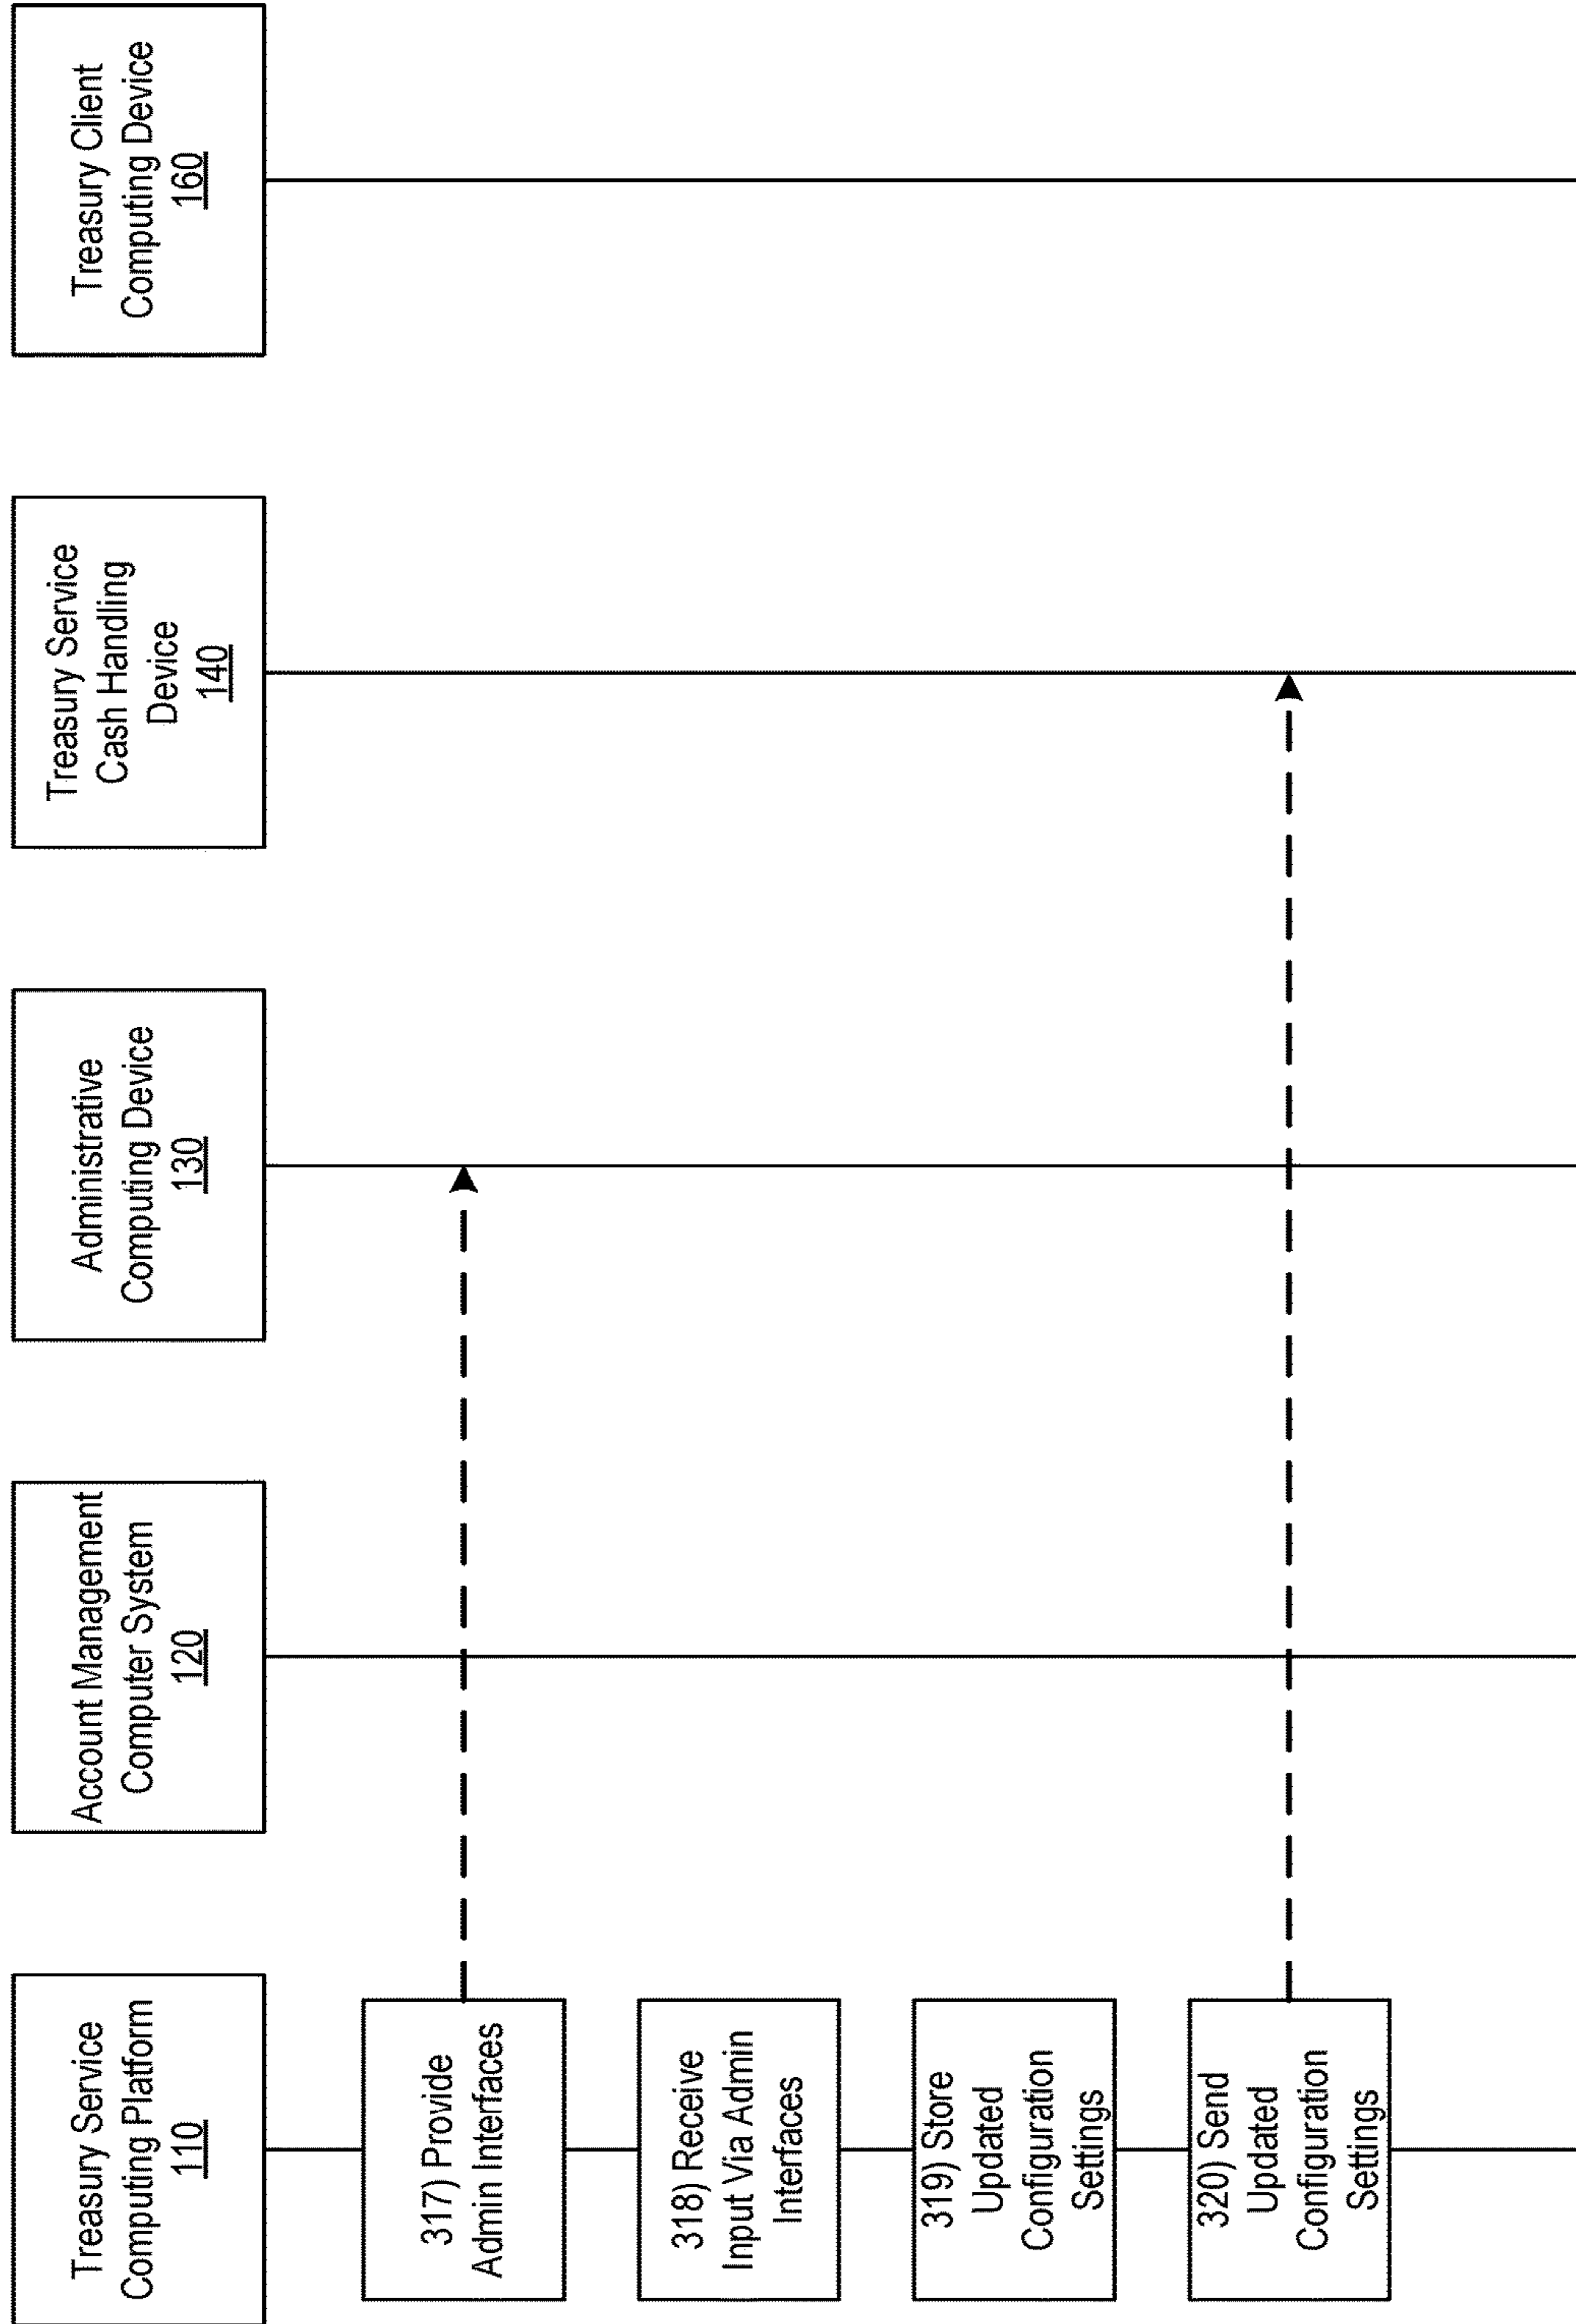 Treasury Service
Computing Platform
110
Account Management
Computer System
120
Administrative
Computing Device
130
Treasury Service
Cash Handling
Device
140
Treasury Client
Computing Device
160
317) Provide
Admin Interfaces
318) Receive
Input Via Admin
Interfaces
319) Store
Updated
Configuration
Settings
320) Send
Updated
Configuration
Settings